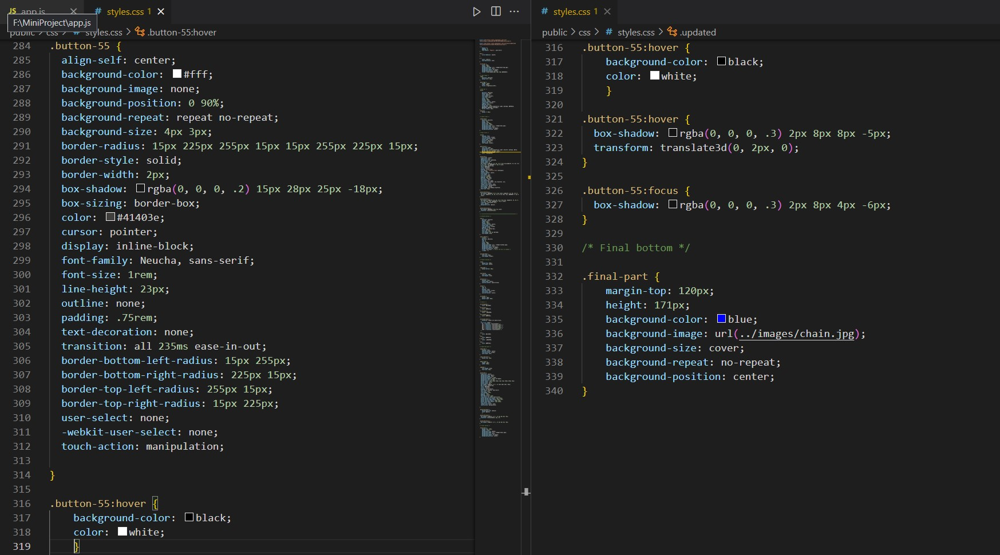 JS app.js
# styles.css 1
F:\MiniProject\app.js
public > css > # styles.css > .button-55:hover
284 .button-55 {
285 align-self: center;
286 background-color: #fff;
287 background-image: none;
288 background-position: 0 90%;
289 background-repeat: repeat no-repeat;
290 background-size: 4px 3px;
291 border-radius: 15px 225px 255px 15px 15px 255px 225px 15px;
292 border-style: solid;
293 border-width: 2px;
294 box-shadow: rgba(0, 0, 0, .2) 15px 28px 25px -18px;
295 box-sizing: border-box;
296 color: #41403e;
297 cursor: pointer;
298 display: inline-block;
299 font-family: Neucha, sans-serif;
300 font-size: 1rem;
301 line-height: 23px;
302 outline: none;
303 padding: .75rem;
304 text-decoration: none;
305 transition: all 235ms ease-in-out;
306 border-bottom-left-radius: 15px 255px;
307 border-bottom-right-radius: 225px 15px;
308 border-top-left-radius: 255px 15px;
309 border-top-right-radius: 15px 225px;
310 user-select: none;
311 -webkit-user-select: none;
312 touch-action: manipulation;
313
314 }
315
316 .button-55:hover {
317 background-color: black;
318 color: white;
319 }
# styles.css 1
public > css > # styles.css > .updated
316 .button-55:hover {
317 background-color: black;
318 color: white;
319 }
320
321 .button-55:hover {
322 box-shadow: rgba(0, 0, 0, .3) 2px 8px 8px -5px;
323 transform: translate3d(0, 2px, 0);
324 }
325
326 .button-55:focus {
327 box-shadow: rgba(0, 0, 0, .3) 2px 8px 4px -6px;
328 }
329
330 /* Final bottom */
331
332 .final-part {
333 margin-top: 120px;
334 height: 171px;
335 background-color: blue;
336 background-image: url(../images/chain.jpg);
337 background-size: cover;
338 background-repeat: no-repeat;
339 background-position: center;
340 }